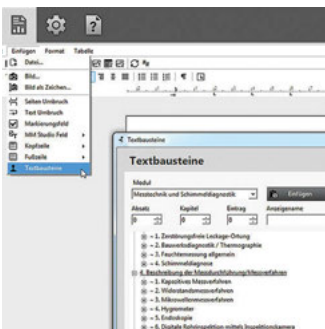 Einfügen Format Tabelle
Datei...
Bild...
Bild als Zeichen...
Seiten Umbruch
Text Umbruch
Markierungsfeld
MM Studio Feld
Kopfzeile
Fußzeile
Textbausteine
Textbausteine
Textbausteine
Modul
Messtechnik und Schimmeldiagnostik
Einfügen
Absatz Kapitel Eintrag Anzeigename
0 0 0
1. Zerstörungsfreie Leckage-Ortung
2. Bauwerksdiagnostik / Thermographie
3. Feuchtemessung allgemein
4. Schimmeldiagnose
4. Beschreibung der Messdurchführung/Messverfahren
1. Kapazitives Messverfahren
2. Widerstandsmessverfahren
3. Mikrowellenmessverfahren
4. Hygrometer
5. Endoskopie
6. Digitale Rohrinspektion mittels Inspektionskamera